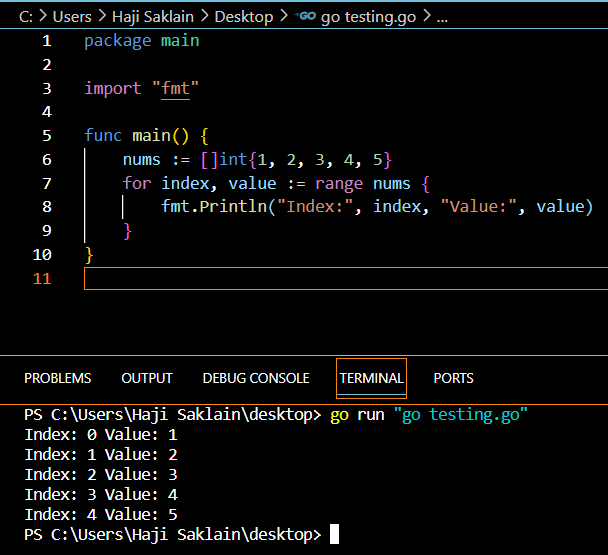 C: > Users > Haji Saklain > Desktop > GO go testing.go > ...
1 package main
2
3 import "fmt"
4
5 func main() {
6     nums := []int{1, 2, 3, 4, 5}
7     for index, value := range nums {
8         fmt.Println("Index:", index, "Value:", value)
9     }
10 }
11
PROBLEMS OUTPUT DEBUG CONSOLE TERMINAL PORTS
PS C:\Users\Haji Saklain\desktop> go run "go testing.go"
Index: 0 Value: 1
Index: 1 Value: 2
Index: 2 Value: 3
Index: 3 Value: 4
Index: 4 Value: 5
PS C:\Users\Haji Saklain\desktop>